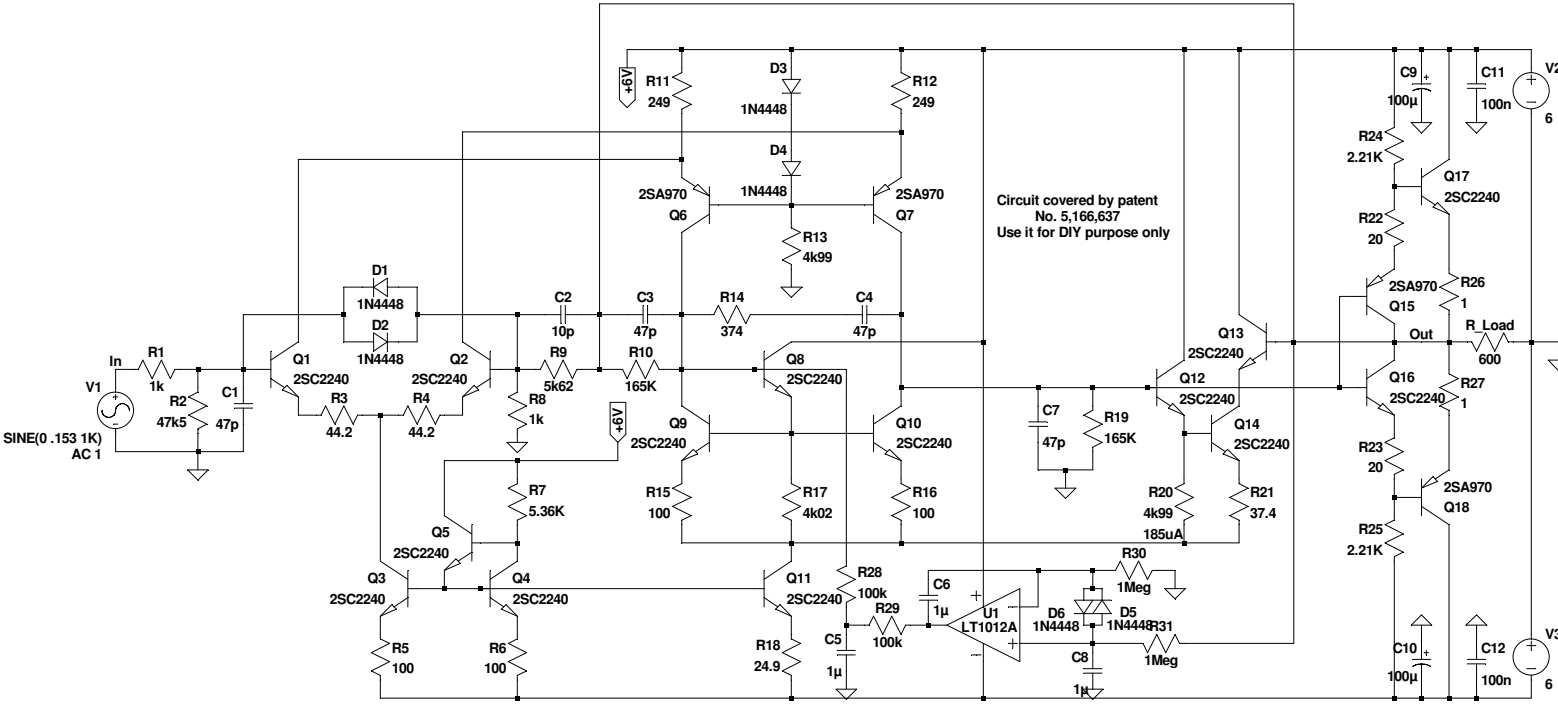 +6V
R11
249
D3
1N4448
R12
249
C9
100µ
+
C11
100n
V2
+
6
R24
2.21K
D4
1N4448
2SA970
Q6
2SA970
Q7
Circuit covered by patent
No. 5,166,637
Use it for DIY purpose only
Q17
2SC2240
R22
20
R13
4k99
D1
1N4448
D2
1N4448
C2
10p
C3
47p
R14
374
C4
47p
2SA970
Q15
R26
1
Q13
2SC2240
Out
R_Load
600
In
R1
1k
V1
R2
47k5
C1
47p
SINE(0 .153 1K)
AC 1
Q1
2SC2240
Q2
2SC2240
R3
44.2
R4
44.2
R9
5k62
R10
165K
R8
1k
Q8
2SC2240
Q12
2SC2240
Q16
2SC2240
R27
1
+6V
Q9
2SC2240
Q10
2SC2240
C7
47p
R19
165K
Q14
2SC2240
R23
20
R7
5.36K
R15
100
R17
4k02
R16
100
R20
4k99
185uA
R21
37.4
2SA970
Q18
Q5
2SC2240
R25
2.21K
Q3
2SC2240
Q4
2SC2240
Q11
2SC2240
R28
100k
R29
100k
C6
1µ
+
U1
LT1012A
+
D6
1N4448
D5
1N4448
R30
1Meg
R31
1Meg
R5
100
R6
100
R18
24.9
C5
1µ
C8
1µ
C10
100µ
+
C12
100n
V3
+
6